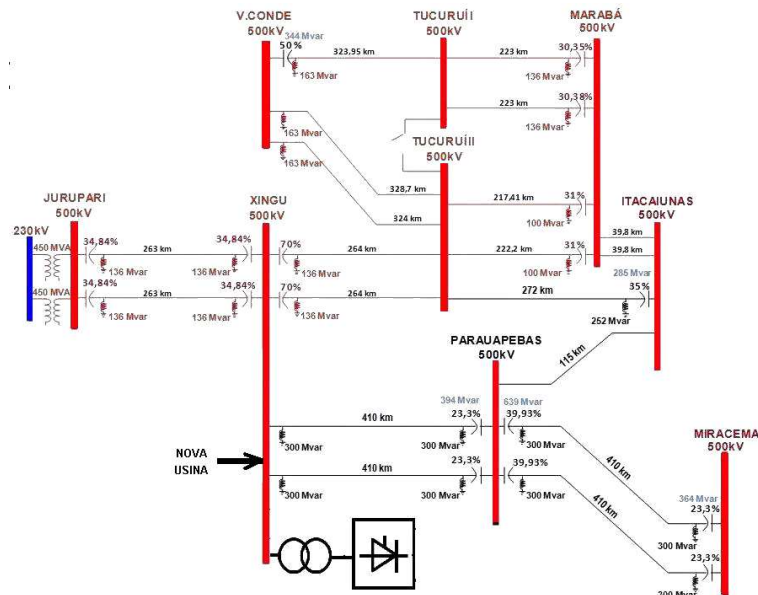 V.CONDE
500kV
TUCURUÍ I
500kV
MARABÁ
500kV
344 Mvar
50%
163 Mvar
323,95 km
223 km
30,35%
136 Mvar
223 km
30,38%
136 Mvar
163 Mvar
163 Mvar
TUCURUÍ II
500kV
328,7 km
324 km
217,41 km
31%
100 Mvar
222,2 km
31%
100 Mvar
ITACAIUNAS
500kV
39,8 km
39,8 km
285 Mvar
272 km
35%
252 Mvar
JURUPARI
500kV
XINGU
500kV
230kV
450 MVA
34,84%
136 Mvar
263 km
34,84%
136 Mvar
70%
136 Mvar
264 km
450 MVA
34,84%
136 Mvar
263 km
34,84%
136 Mvar
70%
136 Mvar
264 km
PARAUAPEBAS
500kV
115 km
394 Mvar
639 Mvar
410 km
23,3%
39,93%
300 Mvar
300 Mvar
300 Mvar
410 km
23,3%
39,93%
300 Mvar
300 Mvar
300 Mvar
410 km
410 km
MIRACEMA
500kV
364 Mvar
23,3%
300 Mvar
23,3%
NOVA
USINA